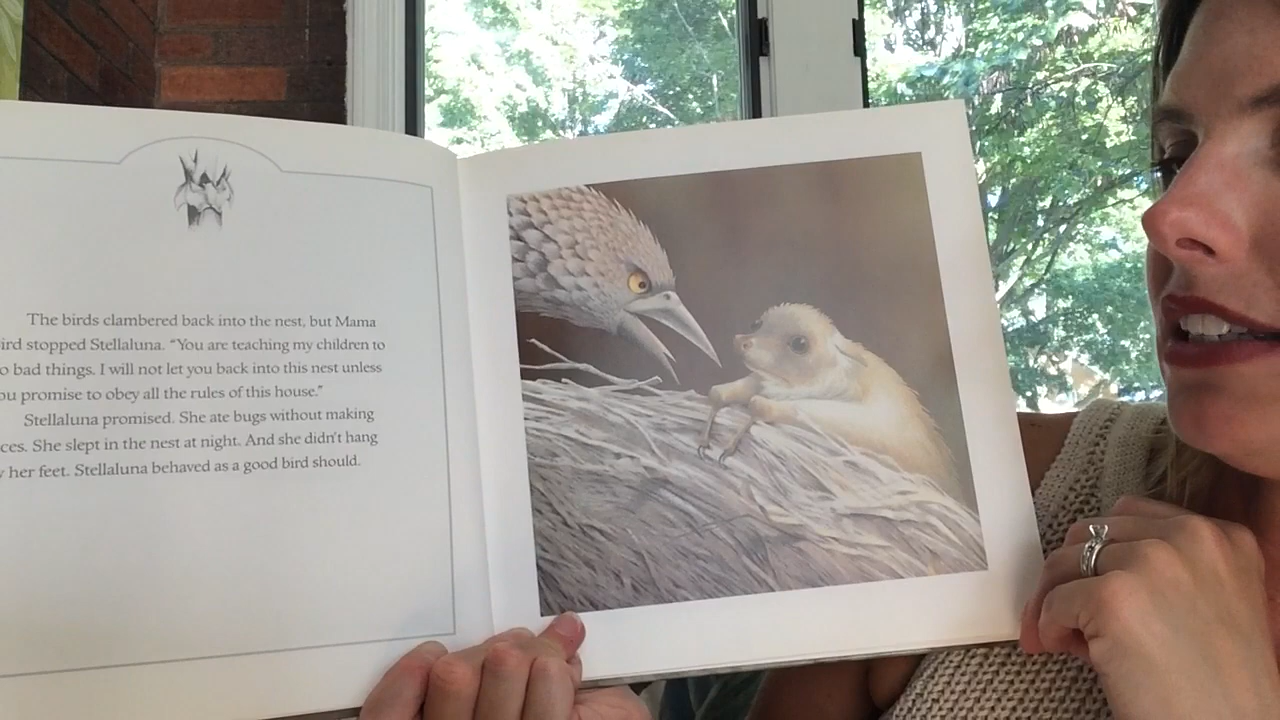 The birds clambered back into the nest, but Mama
ird stopped Stellaluna. “You are teaching my children to
o bad things. I will not let you back into this nest unless
ou promise to obey all the rules of this house.”
Stellaluna promised. She ate bugs without making
ces. She slept in the nest at night. And she didn't hang
y her feet. Stellaluna behaved as a good bird should.